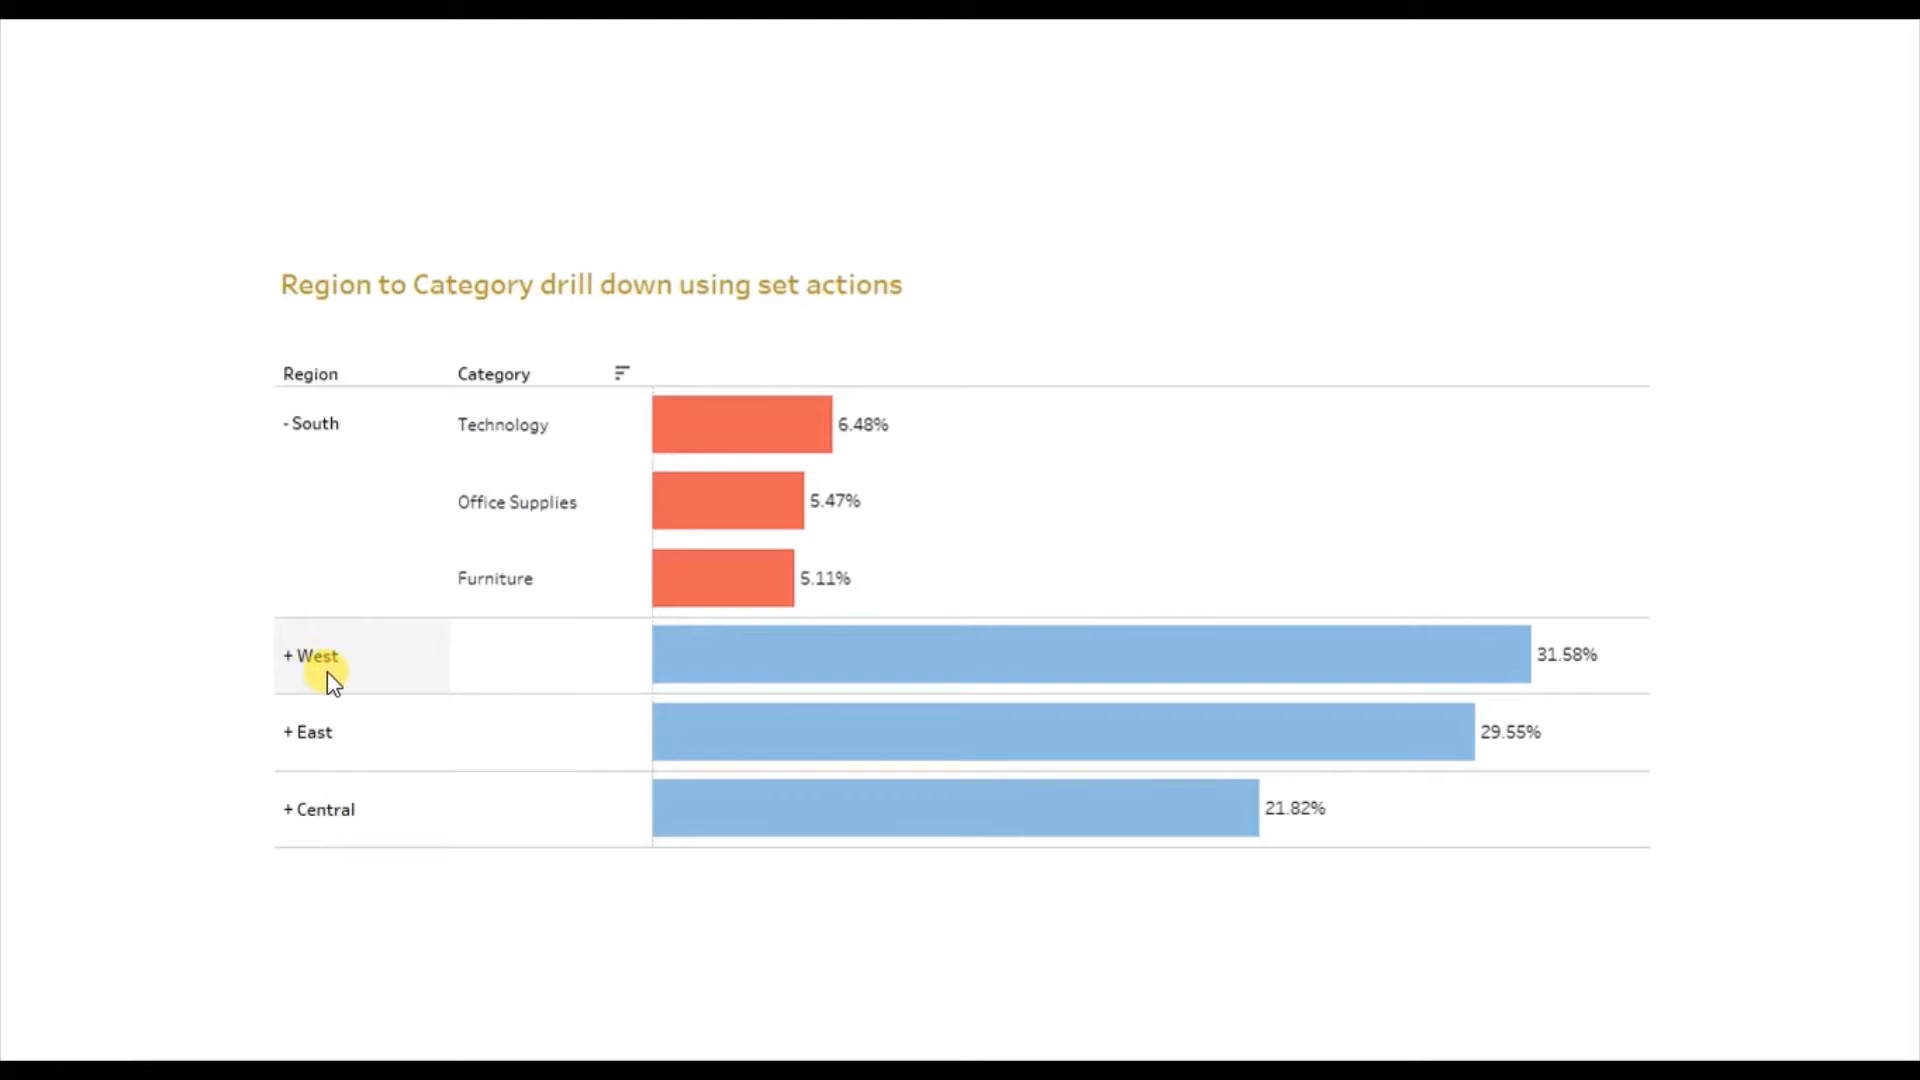 Region to Category drill down using set actions
Region Category
- South Technology 6.48%
Office Supplies 5.47%
Furniture 5.11%
+ West 31.58%
+ East 29.55%
+ Central 21.82%